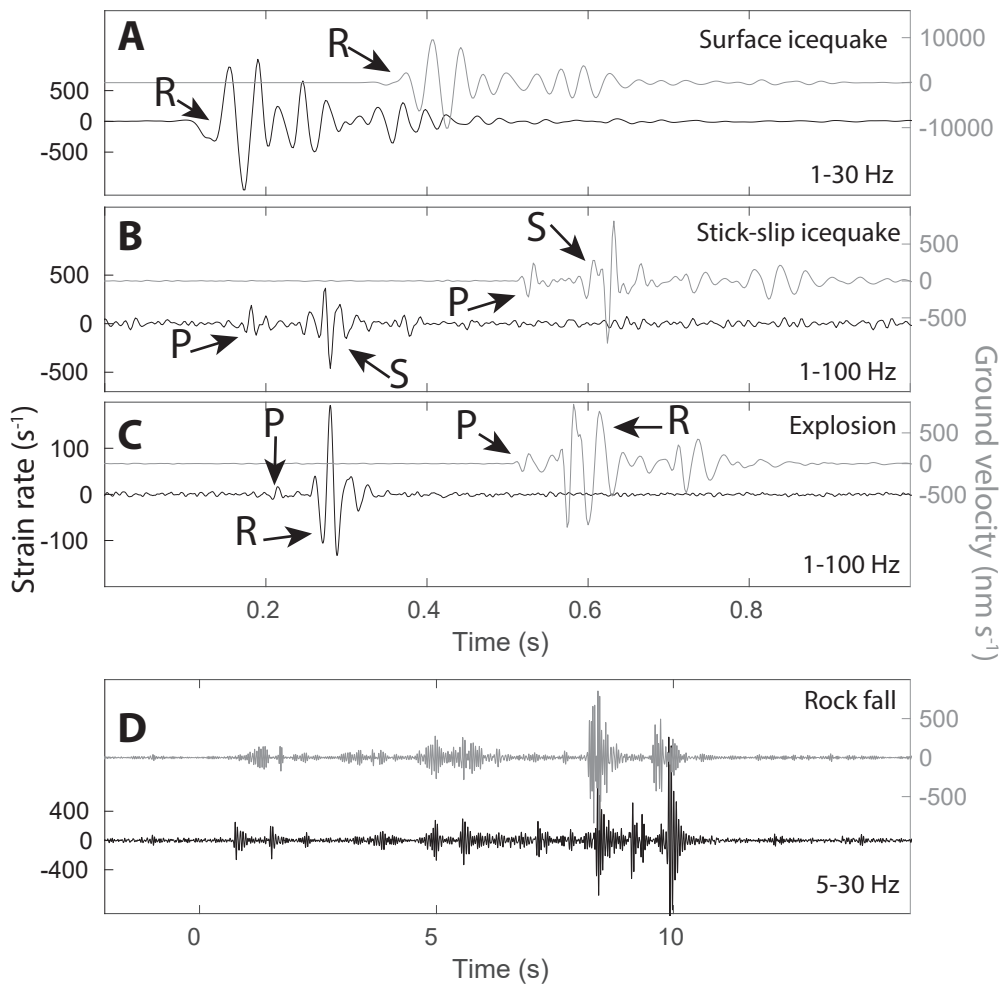 A
R
R
Surface icequake
10000
0
-10000
500
0
-500
1-30 Hz
B
S
Stick-slip icequake
P
P
S
500
0
-500
500
0
-500
1-100 Hz
C
P
P
R
R
Explosion
100
0
-100
500
0
-500
1-100 Hz
0.2 0.4 0.6 0.8
Time (s)
Strain rate (s-1)
Ground velocity (nm s-1)
D
Rock fall
500
0
-500
400
0
-400
5-30 Hz
0 5 10
Time (s)